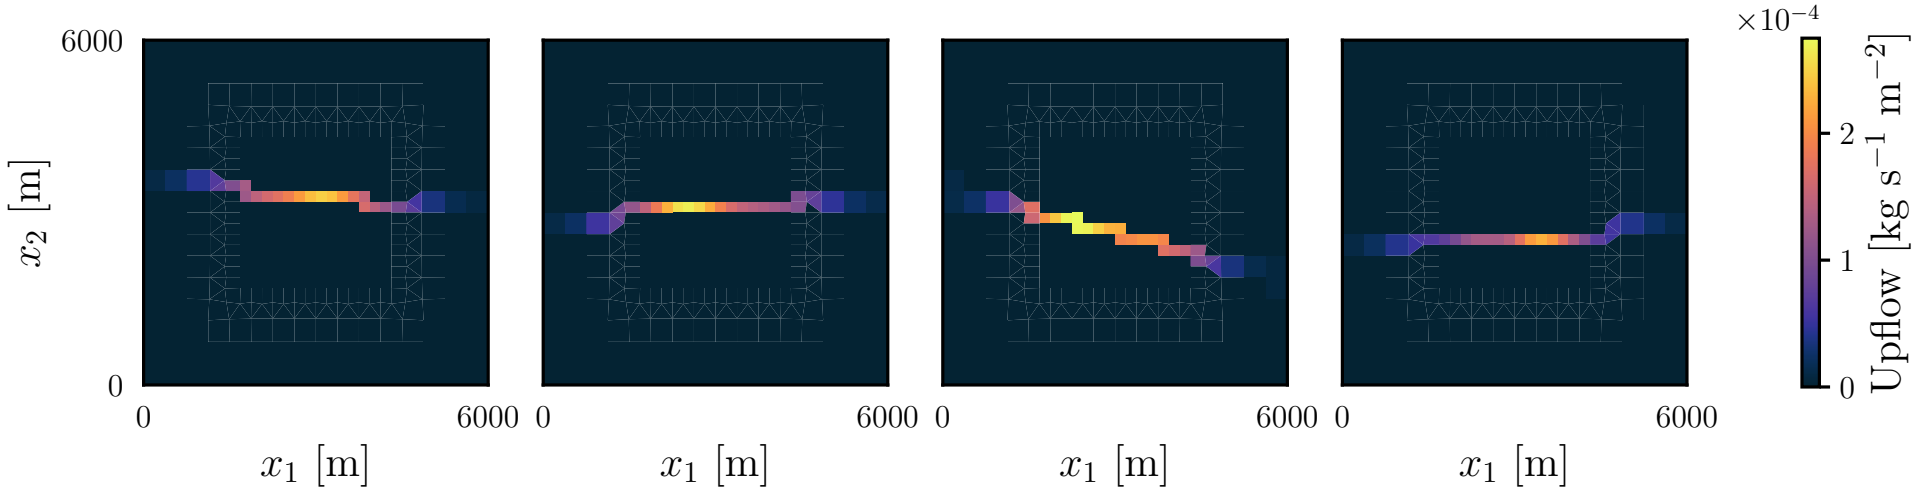 ×10⁻⁴
6000
0
x₂ [m]
0 6000 0 6000 0 6000 0 6000
x₁ [m] x₁ [m] x₁ [m] x₁ [m]
2
1
0
Upflow [kg s⁻¹ m⁻²]